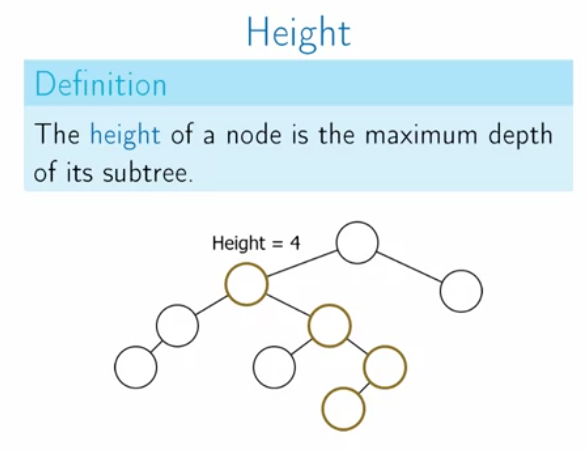 Height
Definition
The height of a node is the maximum depth
of its subtree.
Height = 4